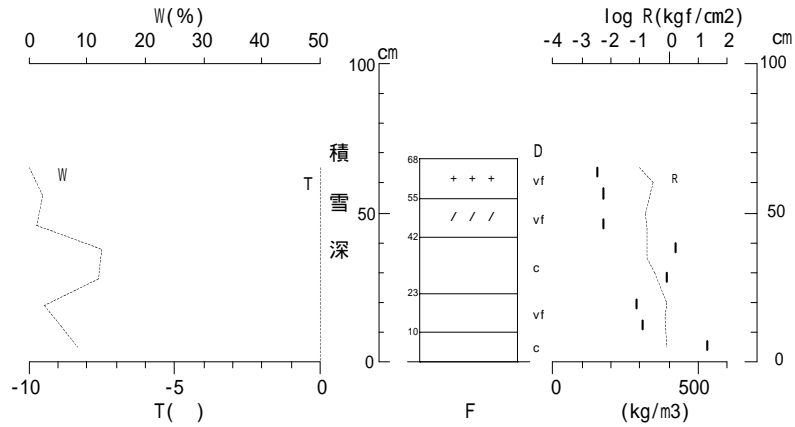 W(%)
0 10 20 30 40 50
log R(kgf/cm2)
-4 -3 -2 -1 0 1 2
cm
100
50
0
cm
100
50
0
積雪深
W
T
68
55
42
23
10
+ + +
/ / /
D
vf
vf
c
vf
c
R
-10 -5 0
T( )
F
0 500
(kg/m3)